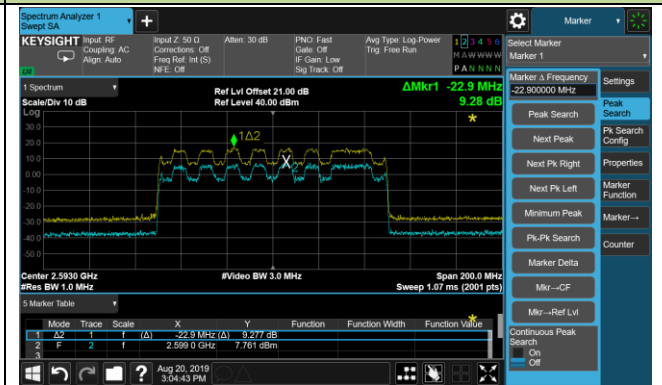 Spectrum Analyzer 1
Swept SA
Marker
KEYSIGHT
Input: RF
Coupling: AC
Align: Auto
Input Z: 50 Ω
Corrections: Off
Freq Ref: Int (S)
NFE: Off
Atten: 30 dB
PNO: Fast
Gate: Off
IF Gain: Low
Sig Track: Off
Avg Type: Log-Power
Trig: Free Run
1 2 3 4 5 6
M A W W W W
P A N N N N
Select Marker
Marker 1
Marker Δ Frequency
-22.900000 MHz
Settings
Peak Search
Peak
Search
Next Peak
Pk Search
Config
Next Pk Right
Properties
Next Pk Left
Marker
Function
Minimum Peak
Marker→
Pk-Pk Search
Counter
Marker Delta
Mkr→CF
Mkr→Ref Lvl
Continuous Peak
Search
On
Off
1 Spectrum
Scale/Div 10 dB
Ref Lvl Offset 21.00 dB
Ref Level 40.00 dBm
ΔMkr1 -22.9 MHz
9.28 dB
Log
30.0
20.0
10.0
0.00
-10.0
-20.0
-30.0
-40.0
-50.0
1Δ2
X2
Center 2.5930 GHz
#Video BW 3.0 MHz
Span 200.0 MHz
#Res BW 1.0 MHz
Sweep 1.07 ms (2001 pts)
5 Marker Table
Mode Trace Scale X Y Function Function Width Function Value
1 Δ2 1 f (Δ) -22.9 MHz (Δ) 9.277 dB
2 F 2 f 2.599 0 GHz 7.761 dBm
3
Aug 20, 2019
3:04:43 PM